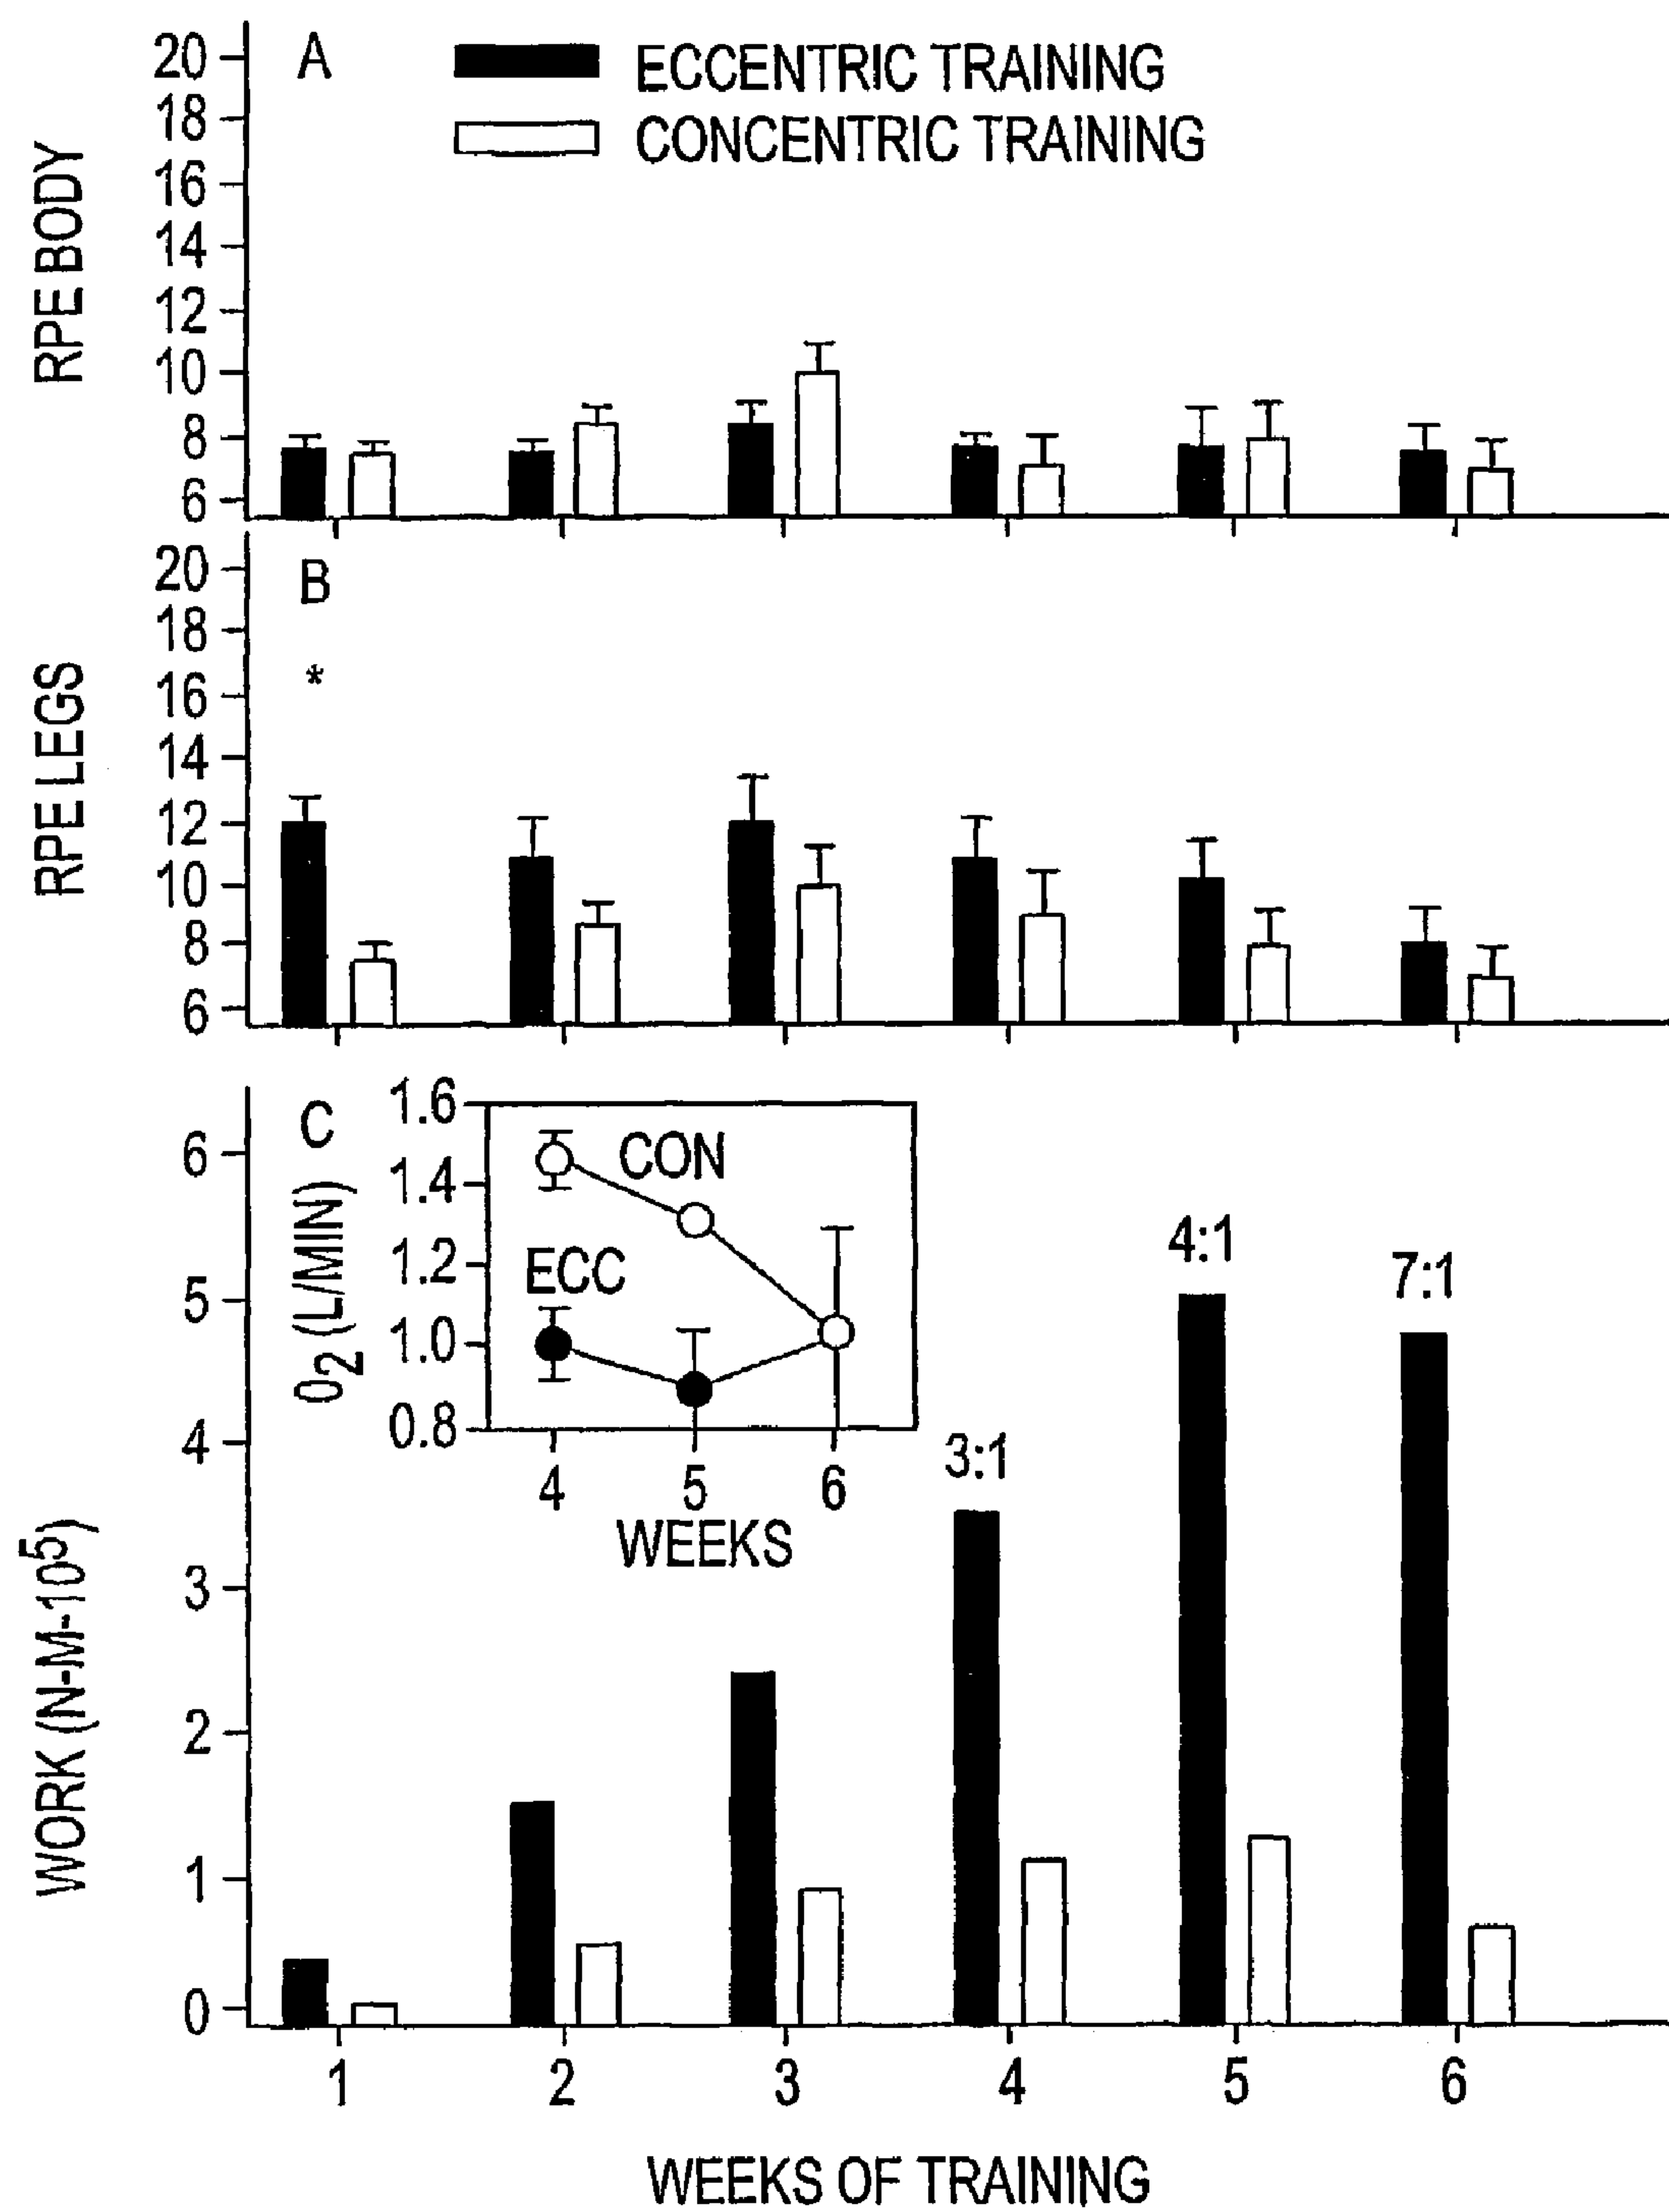 A
ECCENTRIC TRAINING
CONCENTRIC TRAINING
RPE BODY
20
18
16
14
12
10
8
6
B
*
RPE LEGS
20
18
16
14
12
10
8
6
C
WORK (N-M-10⁵)
6
5
4
3
2
1
0
O₂ (L/MIN)
1.6
1.4
1.2
1.0
0.8
CON
ECC
4 5 6
WEEKS
3:1
4:1
7:1
1 2 3 4 5 6
WEEKS OF TRAINING